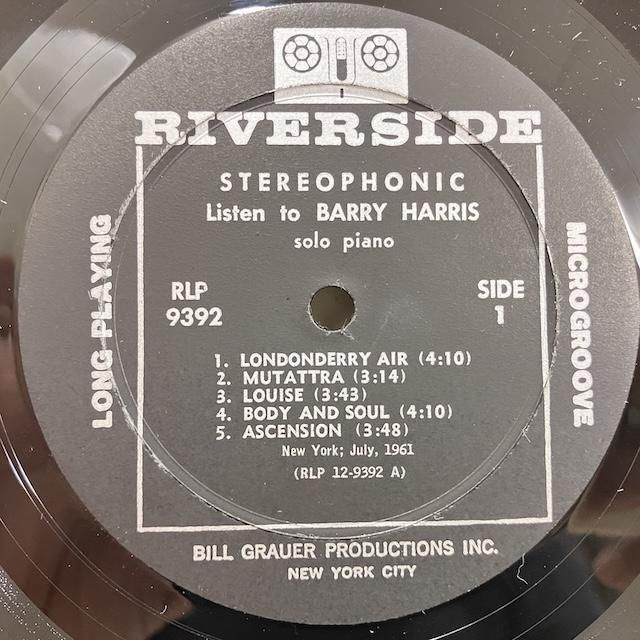 RIVERSIDE
STEREOPHONIC
Listen to BARRY HARRIS
solo piano
LONG PLAYING
MICROGROOVE
RLP
9392
SIDE
1
1. LONDONDERRY AIR (4:10)
2. MUTATTRA (3:14)
3. LOUISE (3:43)
4. BODY AND SOUL (4:10)
5. ASCENSION (3:48)
New York; July, 1961
(RLP 12-9392 A)
BILL GRAUER PRODUCTIONS INC.
NEW YORK CITY